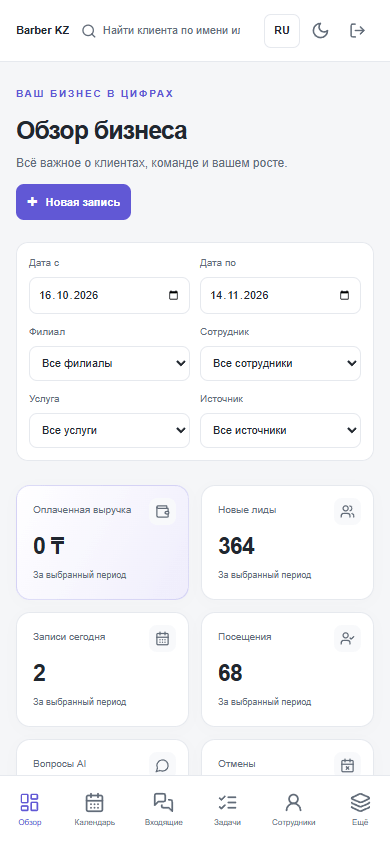 Barber KZ
Найти клиента по имени ил
RU
ВАШ БИЗНЕС В ЦИФРАХ
Обзор бизнеса
Всё важное о клиентах, команде и вашем росте.
+ Новая запись
Дата с
Дата по
16.10.2026
14.11.2026
Филиал
Сотрудник
Все филиалы
Все сотрудники
Услуга
Источник
Все услуги
Все источники
Оплаченная выручка
0 ₸
За выбранный период
Новые лиды
364
За выбранный период
Записи сегодня
2
За выбранный период
Посещения
68
За выбранный период
Вопросы AI
Отмены
Обзор
Календарь
Входящие
Задачи
Сотрудники
Ещё